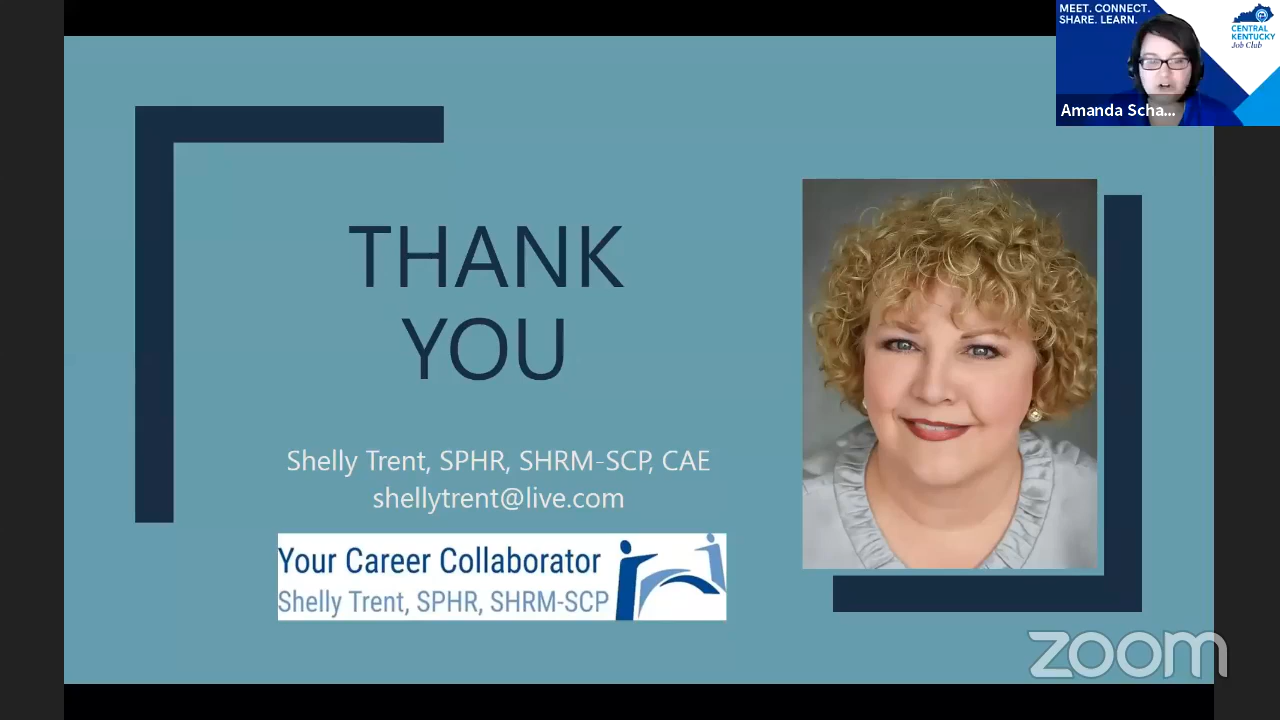 MEET. CONNECT.
SHARE. LEARN.
CENTRAL
KENTUCKY
Job Club
Amanda Scha...
THANK
YOU
Shelly Trent, SPHR, SHRM-SCP, CAE
shellytrent@live.com
Your Career Collaborator
Shelly Trent, SPHR, SHRM-SCP
zoom